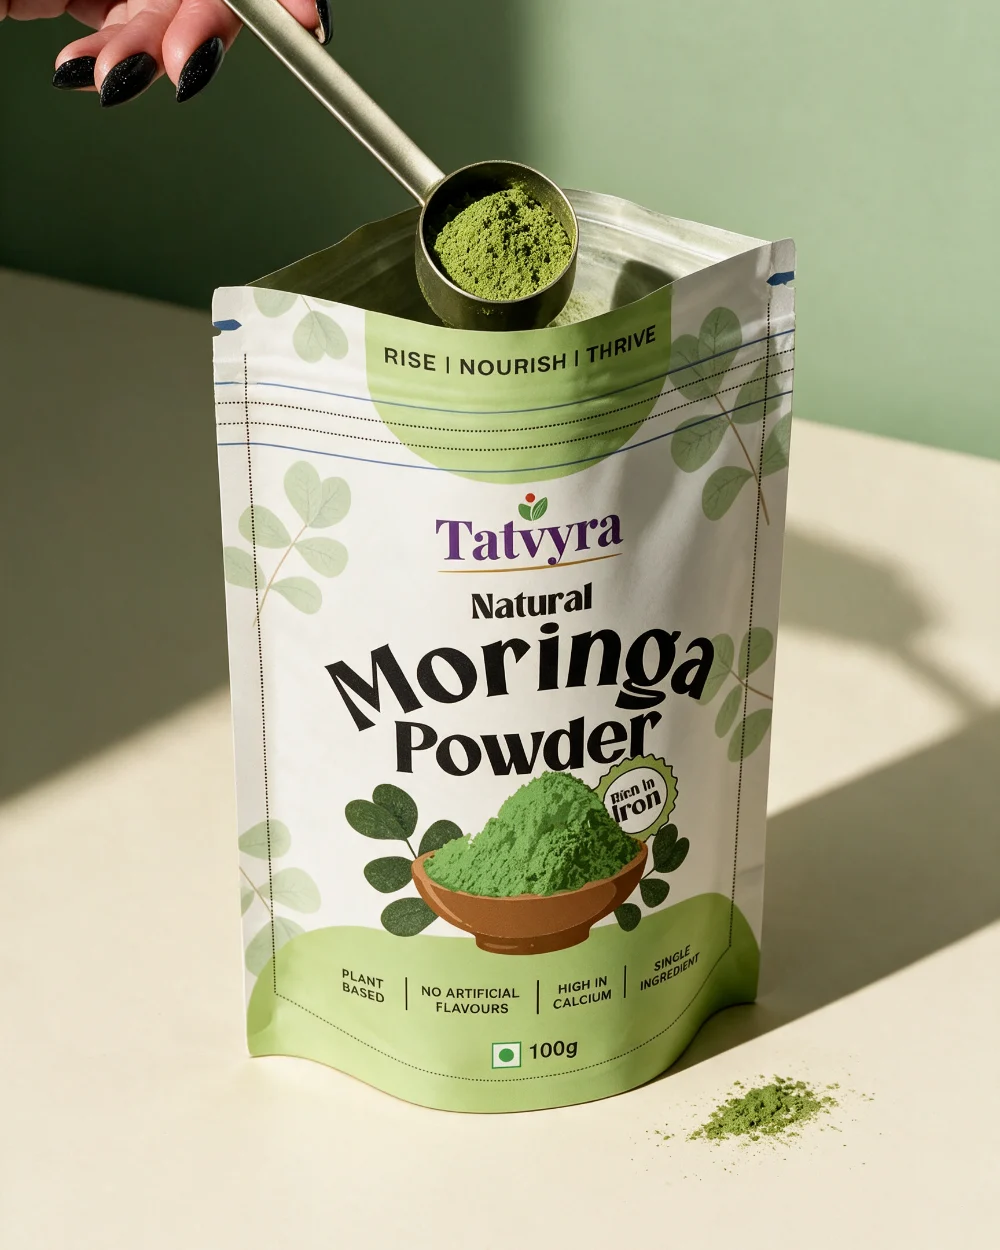 RISE | NOURISH | THRIVE
Tatvyra
Natural
Moringa
Powder
Rich In
Iron
PLANT
BASED
NO ARTIFICIAL
FLAVOURS
HIGH IN
CALCIUM
SINGLE
INGREDIENT
100g